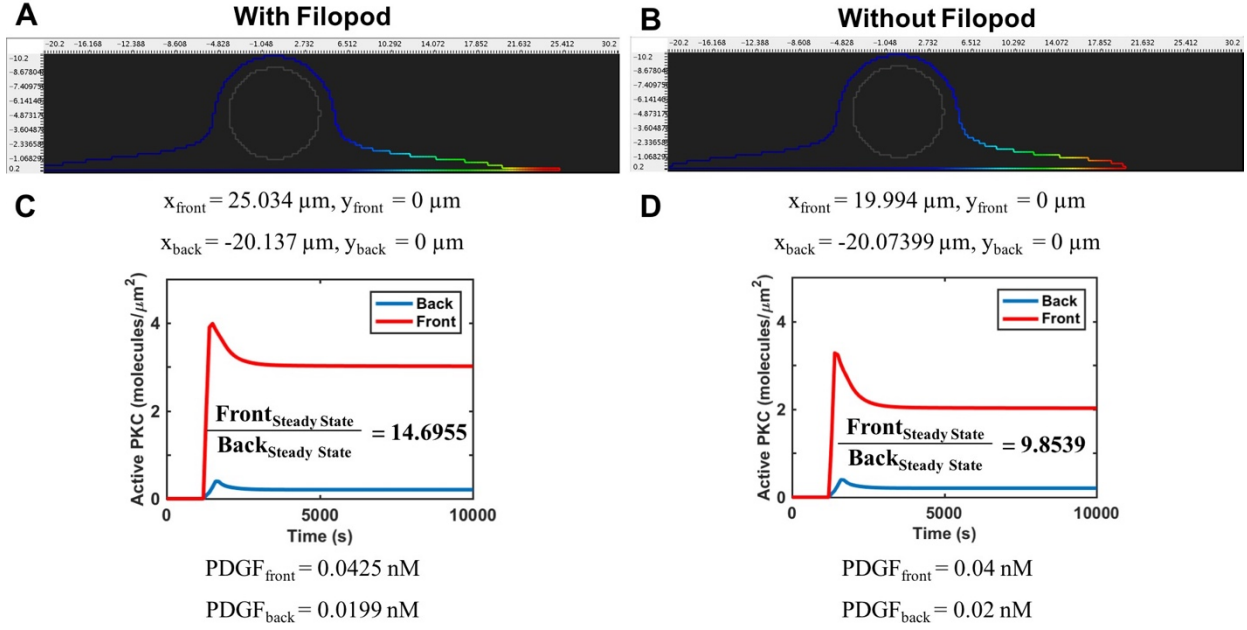 A
With Filopod
-20.2 -16.168 -12.388 -8.608 -4.828 -1.048 2.732 6.512 10.292 14.072 17.852 21.632 25.412 30.2
-10.2
-8.67804
-7.40975
-6.14146
-4.87317
-3.60487
-2.33658
-1.06829
0.2
B
Without Filopod
-20.2 -16.168 -12.388 -8.608 -4.828 -1.048 2.732 6.512 10.292 14.072 17.852 21.632 25.412 30.2
-10.2
-8.67804
-7.40975
-6.14146
-4.87317
-3.60487
-2.33658
-1.06829
0.2
C
xfront = 25.034 μm, yfront = 0 μm
xback = -20.137 μm, yback = 0 μm
Active PKC (molecules/μm2)
4
2
0
Back
Front
FrontSteady State
BackSteady State
= 14.6955
0 5000 10000
Time (s)
PDGFfront = 0.0425 nM
PDGFback = 0.0199 nM
D
xfront = 19.994 μm, yfront = 0 μm
xback = -20.07399 μm, yback = 0 μm
Active PKC (molecules/μm2)
4
2
0
Back
Front
FrontSteady State
BackSteady State
= 9.8539
0 5000 10000
Time (s)
PDGFfront = 0.04 nM
PDGFback = 0.02 nM